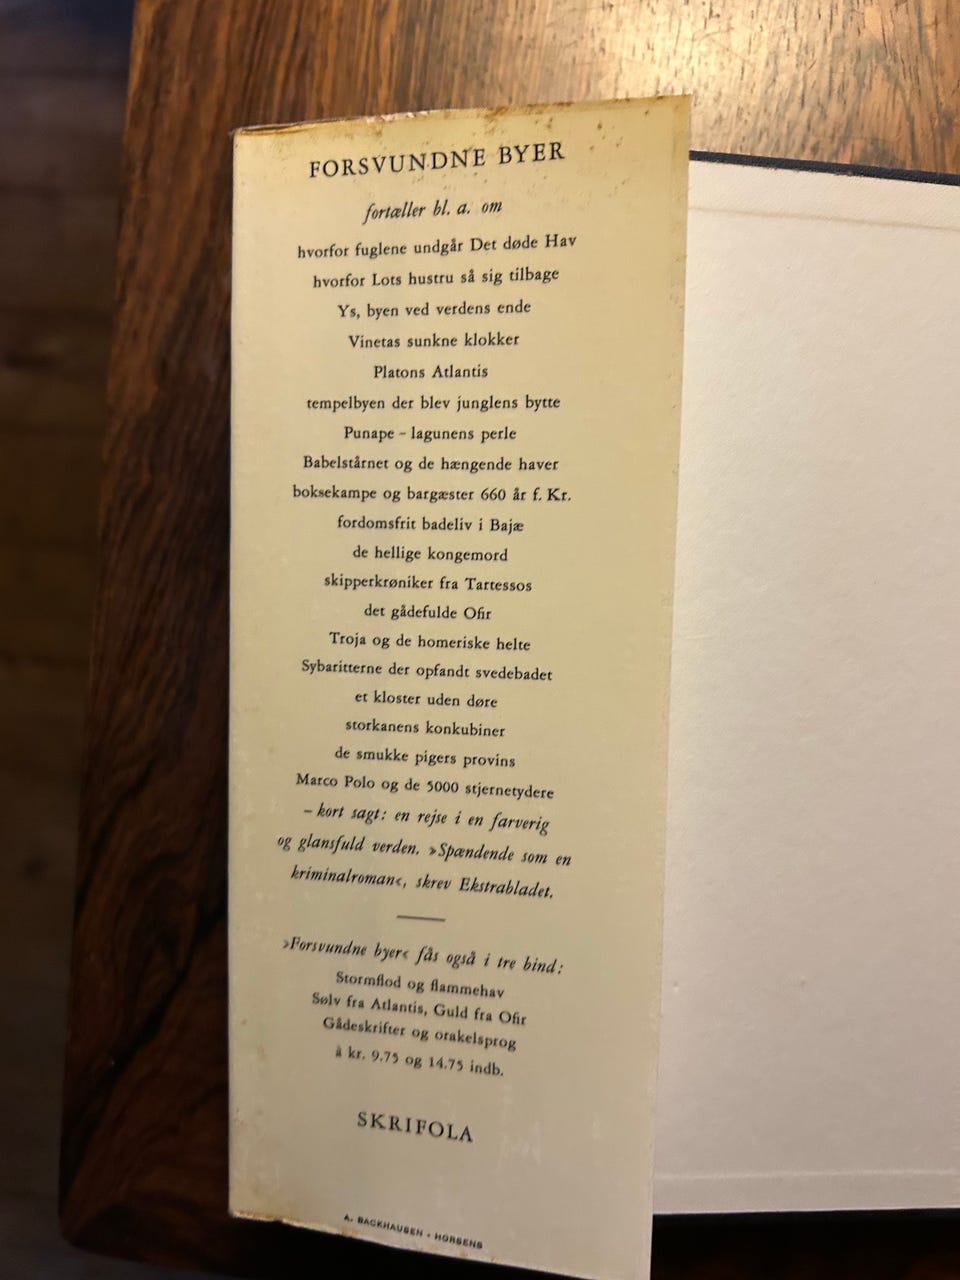 FORSVUNDNE BYER
fortæller bl. a. om
hvorfor fuglene undgår Det døde Hav
hvorfor Lots hustru så sig tilbage
Ys, byen ved verdens ende
Vinetas sunkne klokker
Platons Atlantis
tempelbyen der blev junglens bytte
Punape – lagunens perle
Babelstårnet og de hængende haver
boksekampe og bargæster 660 år f. Kr.
fordomsfrit badeliv i Bajæ
de hellige kongemord
skipperkrøniker fra Tartessos
det gådefulde Ofir
Troja og de homeriske helte
Sybaritterne der opfandt svedebadet
et kloster uden døre
storkanens konkubiner
de smukke pigers provins
Marco Polo og de 5000 stjernetydere
– kort sagt: en rejse i en farverig
og glansfuld verden. »Spændende som en
kriminalroman«, skrev Ekstrabladet.
»Forsvundne byer« fås også i tre bind:
Stormflod og flammehav
Sølv fra Atlantis, Guld fra Ofir
Gådeskrifter og orakelsprog
à kr. 9.75 og 14.75 indb.
SKRIFOLA
A. BACKHAUSEN · HORSENS